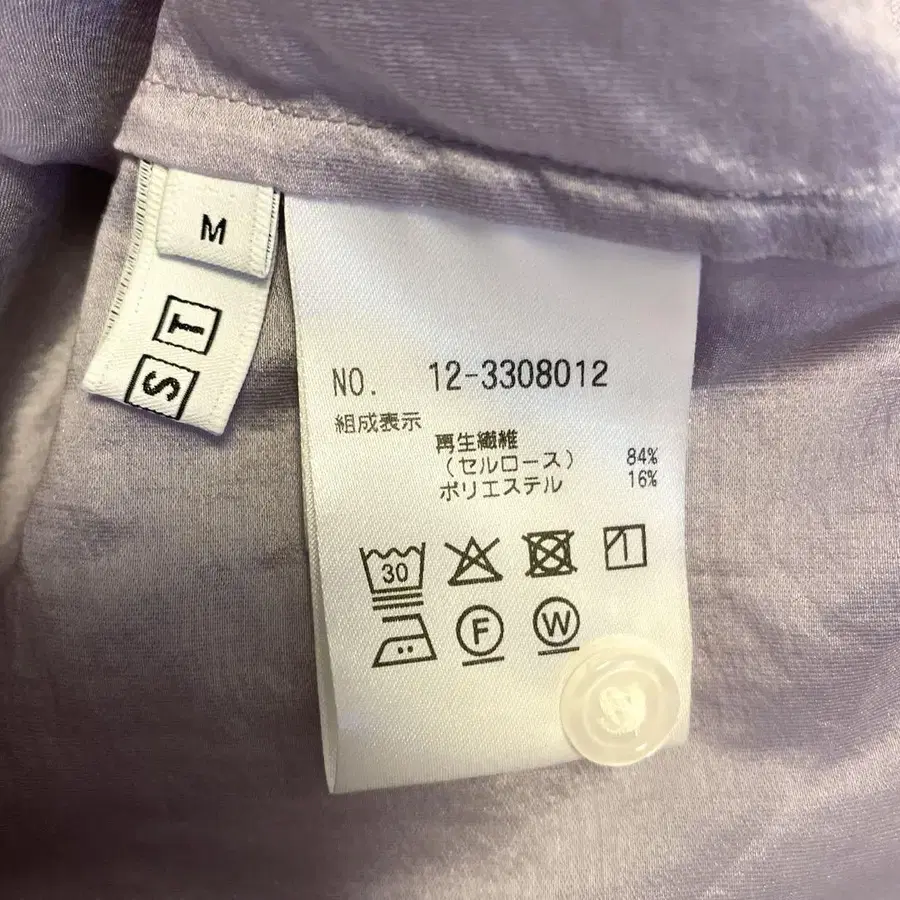 M
T
S
NO. 12-3308012
組成表示
再生繊維
(セルロース) 84%
ポリエステル 16%
30
F
W